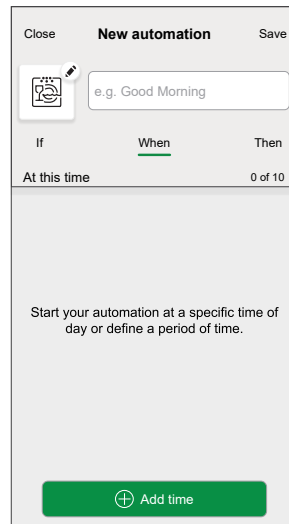 Close New automation Save
e.g. Good Morning
If When Then
At this time 0 of 10
Start your automation at a specific time of
day or define a period of time.
Add time